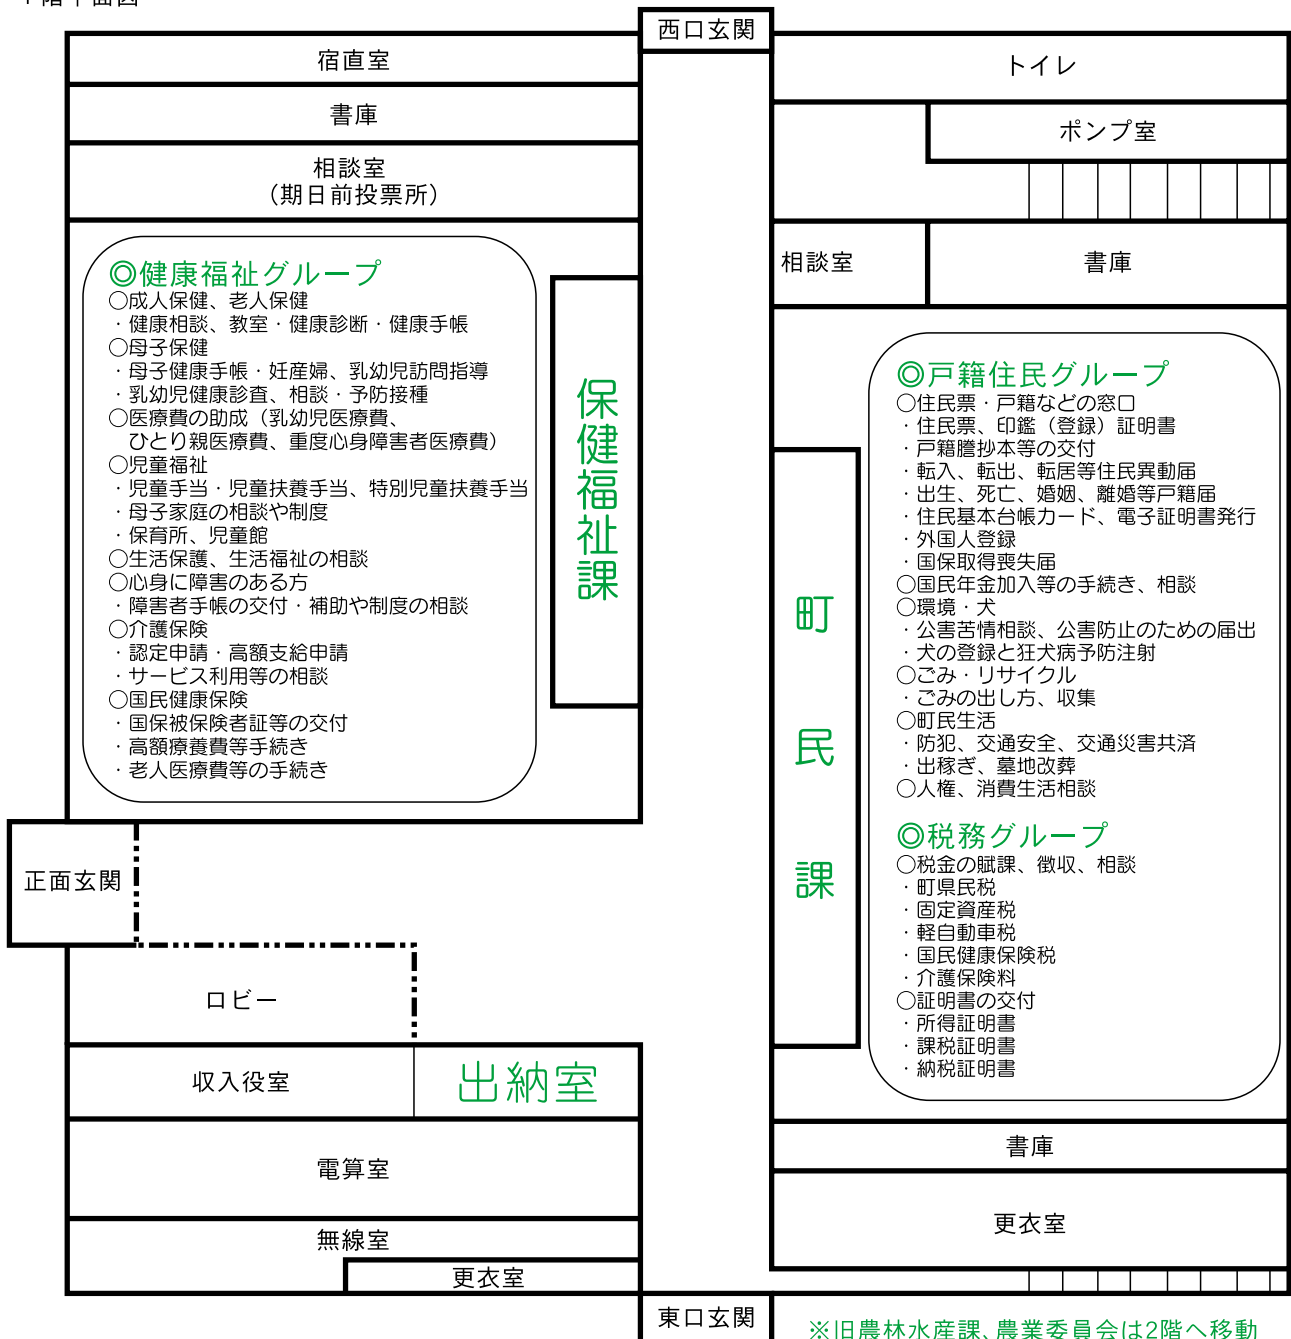 西口玄関
宿直室
書庫
相談室
（期日前投票所）
◎健康福祉グループ
○成人保健、老人保健
・健康相談、教室・健康診断・健康手帳
○母子保健
・母子健康手帳・妊産婦、乳幼児訪問指導
・乳幼児健康診査、相談・予防接種
○医療費の助成（乳幼児医療費、
ひとり親医療費、重度心身障害者医療費）
○児童福祉
・児童手当・児童扶養手当、特別児童扶養手当
・母子家庭の相談や制度
・保育所、児童館
○生活保護、生活福祉の相談
○心身に障害のある方
・障害者手帳の交付・補助や制度の相談
○介護保険
・認定申請・高額支給申請
・サービス利用等の相談
○国民健康保険
・国保被保険者証等の交付
・高額療養費等手続き
・老人医療費等の手続き
保健福祉課
正面玄関
ロビー
収入役室
出納室
電算室
無線室
更衣室
トイレ
ポンプ室
相談室
書庫
町民課
◎戸籍住民グループ
○住民票・戸籍などの窓口
・住民票、印鑑（登録）証明書
・戸籍謄抄本等の交付
・転入、転出、転居等住民異動届
・出生、死亡、婚姻、離婚等戸籍届
・住民基本台帳カード、電子証明書発行
・外国人登録
・国保取得喪失届
○国民年金加入等の手続き、相談
○環境・犬
・公害苦情相談、公害防止のための届出
・犬の登録と狂犬病予防注射
○ごみ・リサイクル
・ごみの出し方、収集
○町民生活
・防犯、交通安全、交通災害共済
・出稼ぎ、墓地改葬
○人権、消費生活相談
◎税務グループ
○税金の賦課、徴収、相談
・町県民税
・固定資産税
・軽自動車税
・国民健康保険税
・介護保険料
○証明書の交付
・所得証明書
・課税証明書
・納税証明書
書庫
更衣室
東口玄関
※旧農林水産課、農業委員会は2階へ移動